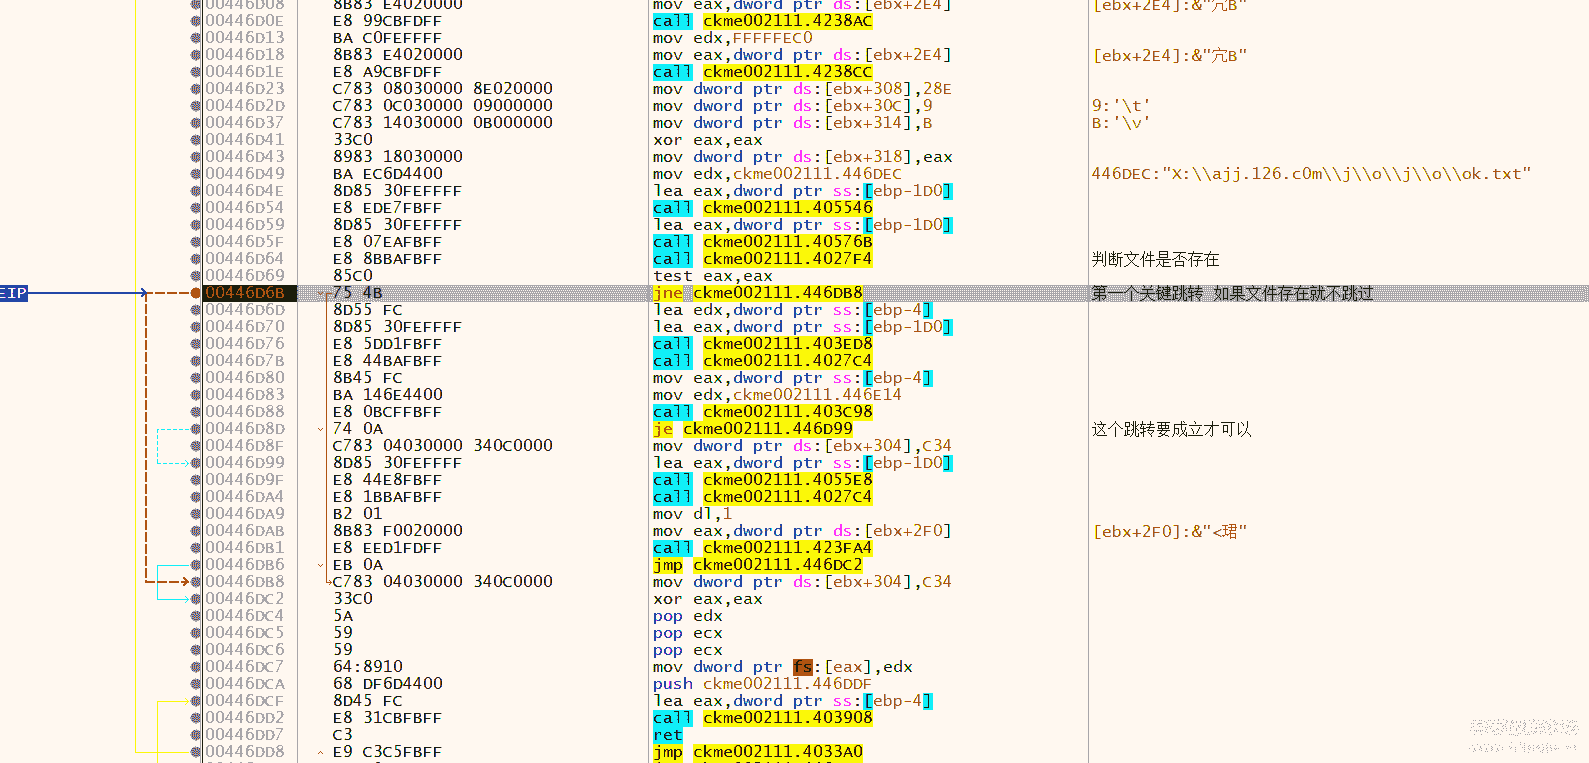 00446D08 8B83 E4020000 mov eax,dword ptr ds:[ebx+2E4] [ebx+2E4]:&"宂B"
00446D0E E8 99CBFDFF call ckme002111.4238AC
00446D13 BA C0FEFFFF mov edx,FFFFFEC0
00446D18 8B83 E4020000 mov eax,dword ptr ds:[ebx+2E4] [ebx+2E4]:&"宂B"
00446D1E E8 A9CBFDFF call ckme002111.4238CC
00446D23 C783 08030000 8E020000 mov dword ptr ds:[ebx+308],28E
00446D2D C783 0C030000 09000000 mov dword ptr ds:[ebx+30C],9 9:'\t'
00446D37 C783 14030000 0B000000 mov dword ptr ds:[ebx+314],B B:'\v'
00446D41 33C0 xor eax,eax
00446D43 8983 18030000 mov dword ptr ds:[ebx+318],eax
00446D49 BA EC6D4400 mov edx,ckme002111.446DEC 446DEC:"X:\\ajj.126.c0m\\j\\o\\j\\o\\ok.txt"
00446D4E 8D85 30FEFFFF lea eax,dword ptr ss:[ebp-1D0]
00446D54 E8 EDE7FBFF call ckme002111.405546
00446D59 8D85 30FEFFFF lea eax,dword ptr ss:[ebp-1D0]
00446D5F E8 07EAFBFF call ckme002111.40576B
00446D64 E8 8BBAFBFF call ckme002111.4027F4 判断文件是否存在
00446D69 85C0 test eax,eax
EIP 00446D6B 75 4B jne ckme002111.446DB8 第一个关键跳转 如果文件存在就不跳过
00446D6D 8D55 FC lea edx,dword ptr ss:[ebp-4]
00446D70 8D85 30FEFFFF lea eax,dword ptr ss:[ebp-1D0]
00446D76 E8 5DD1FBFF call ckme002111.403ED8
00446D7B E8 44BAFBFF call ckme002111.4027C4
00446D80 8B45 FC mov eax,dword ptr ss:[ebp-4]
00446D83 BA 146E4400 mov edx,ckme002111.446E14
00446D88 E8 0BCFFBFF call ckme002111.403C98
00446D8D 74 0A je ckme002111.446D99 这个跳转要成立才可以
00446D8F C783 04030000 340C0000 mov dword ptr ds:[ebx+304],C34
00446D99 8D85 30FEFFFF lea eax,dword ptr ss:[ebp-1D0]
00446D9F E8 44E8FBFF call ckme002111.4055E8
00446DA4 E8 1BBAFBFF call ckme002111.4027C4
00446DA9 B2 01 mov dl,1
00446DAB 8B83 F0020000 mov eax,dword ptr ds:[ebx+2F0] [ebx+2F0]:&"<珺"
00446DB1 E8 EED1FDFF call ckme002111.423FA4
00446DB6 EB 0A jmp ckme002111.446DC2
00446DB8 C783 04030000 340C0000 mov dword ptr ds:[ebx+304],C34
00446DC2 33C0 xor eax,eax
00446DC4 5A pop edx
00446DC5 59 pop ecx
00446DC6 59 pop ecx
00446DC7 64:8910 mov dword ptr fs:[eax],edx
00446DCA 68 DF6D4400 push ckme002111.446DDF
00446DCF 8D45 FC lea eax,dword ptr ss:[ebp-4]
00446DD2 E8 31CBFBFF call ckme002111.403908
00446DD7 C3 ret
00446DD8 E9 C3C5FBFF jmp ckme002111.4033A0